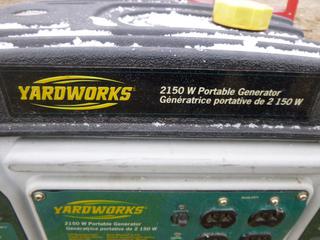 YARDWORKS
2150 W Portable Generator
Génératrice portative de 2 150 W
YARDWORKS
2150 W Portable Generator
Génératrice portative de 2 150 W